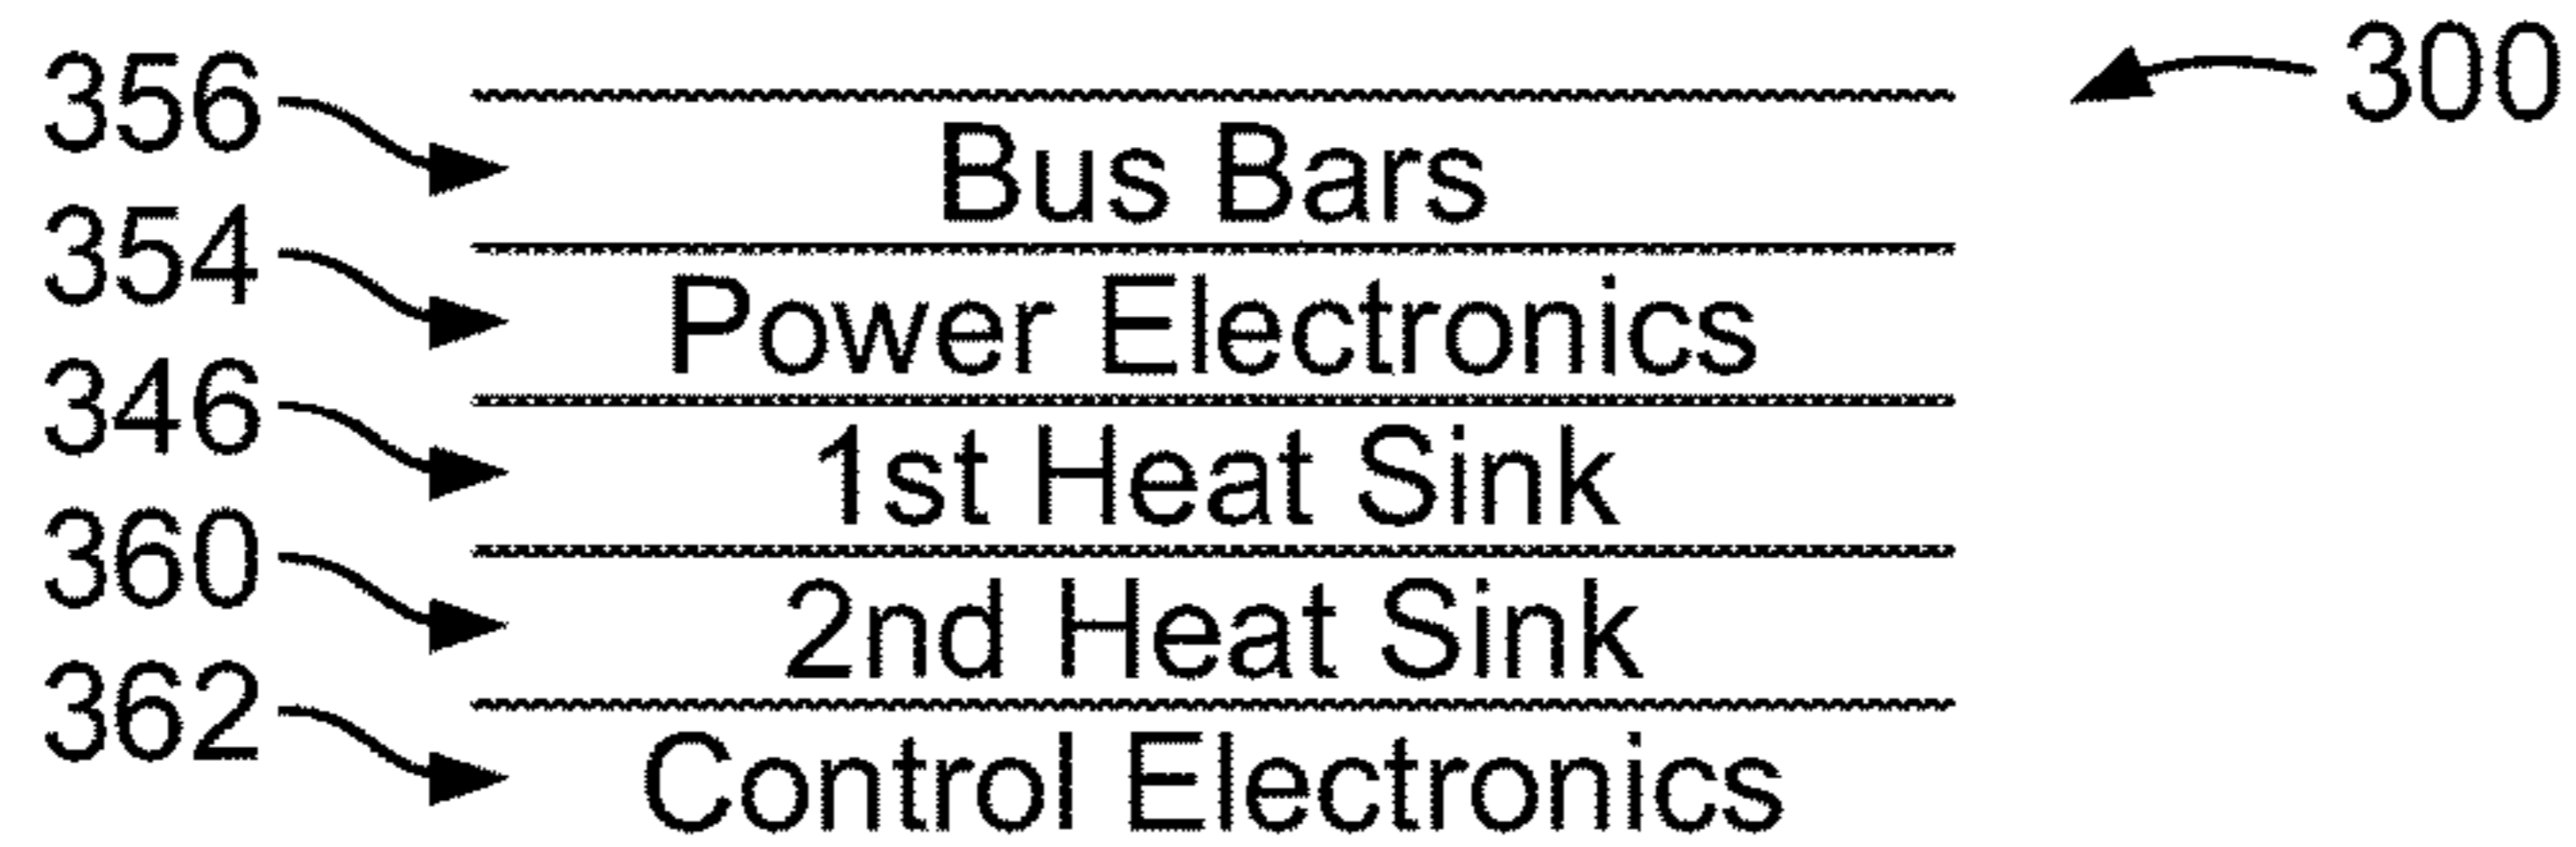 300
356 Bus Bars
354 Power Electronics
346 1st Heat Sink
360 2nd Heat Sink
362 Control Electronics